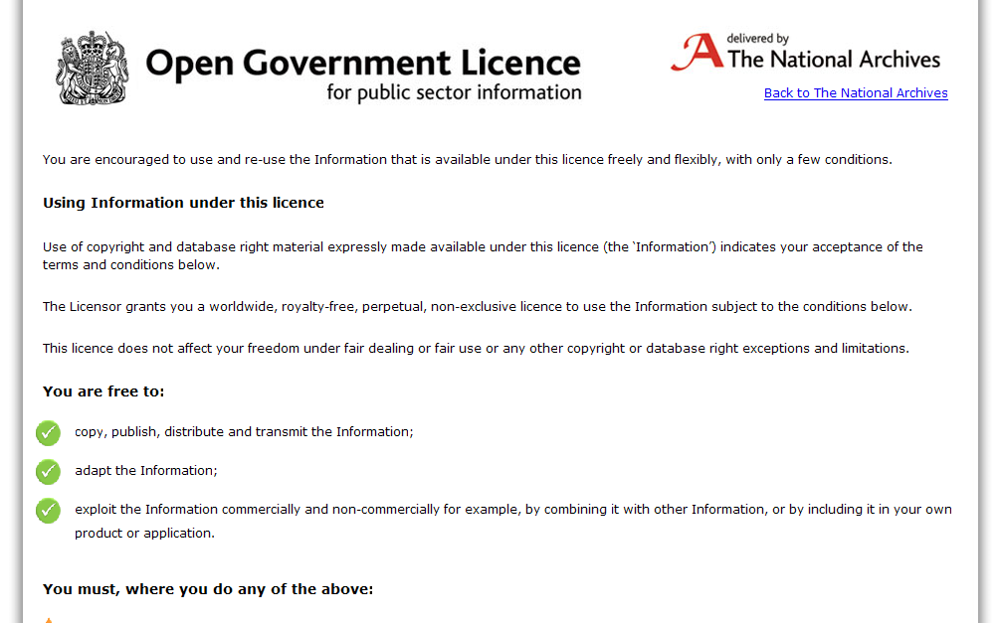 Open Government Licence
for public sector information
delivered by
The National Archives
Back to The National Archives
You are encouraged to use and re-use the Information that is available under this licence freely and flexibly, with only a few conditions.
Using Information under this licence
Use of copyright and database right material expressly made available under this licence (the ‘Information’) indicates your acceptance of the
terms and conditions below.
The Licensor grants you a worldwide, royalty-free, perpetual, non-exclusive licence to use the Information subject to the conditions below.
This licence does not affect your freedom under fair dealing or fair use or any other copyright or database right exceptions and limitations.
You are free to:
copy, publish, distribute and transmit the Information;
adapt the Information;
exploit the Information commercially and non-commercially for example, by combining it with other Information, or by including it in your own
product or application.
You must, where you do any of the above: